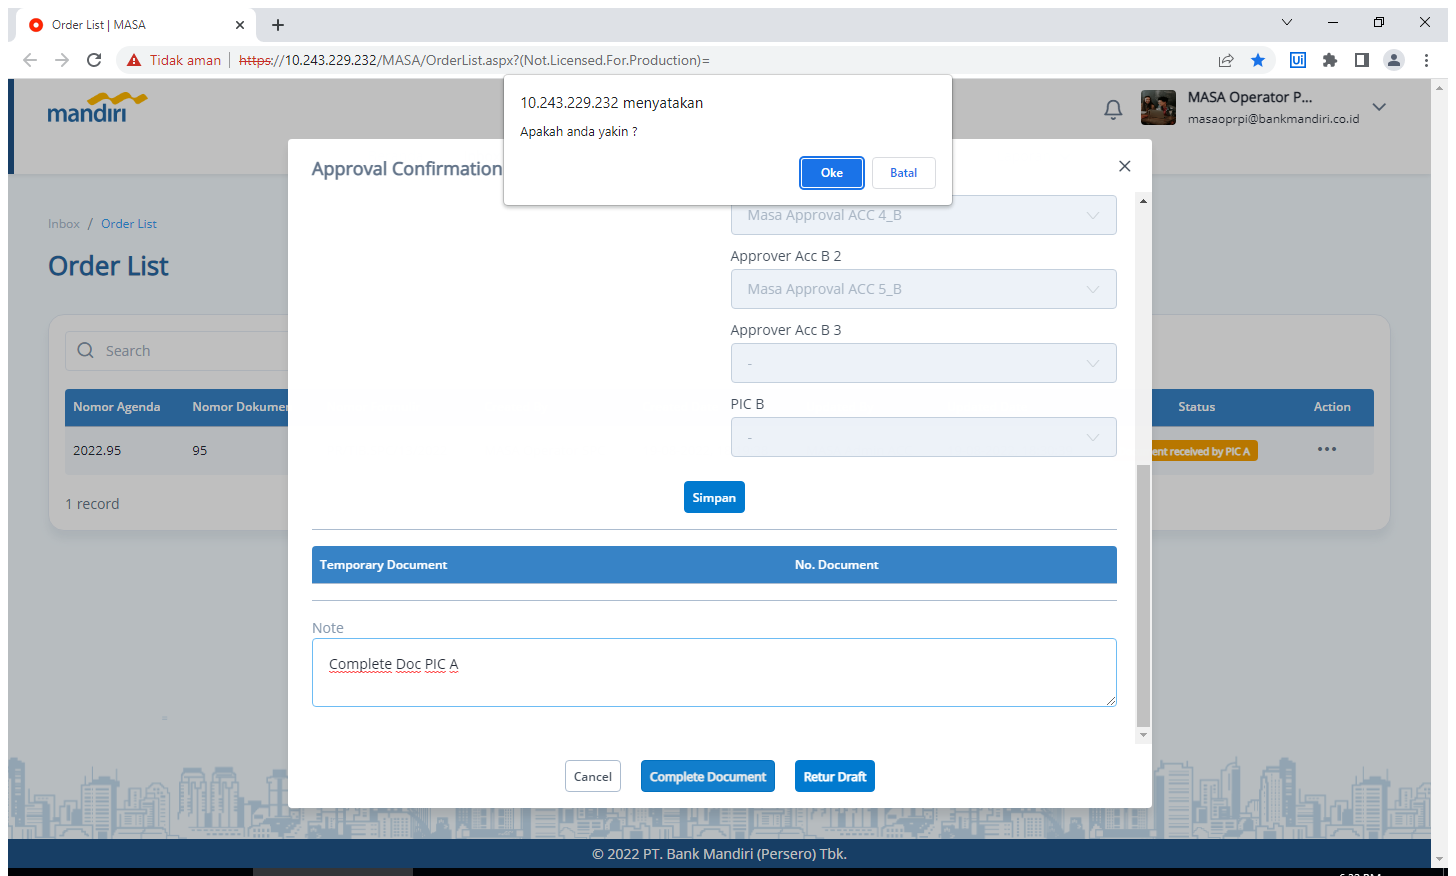 Order List | MASA
Tidak aman
https://10.243.229.232/MASA/OrderList.aspx?(Not.Licensed.For.Production)=
Ui
10.243.229.232 menyatakan
Apakah anda yakin ?
Oke
Batal
mandiri
MASA Operator P...
masaoprpi@bankmandiri.co.id
Approval Confirmation
Masa Approval ACC 4_B
Inbox / Order List
Order List
Approver Acc B 2
Masa Approval ACC 5_B
Approver Acc B 3
-
Search
PIC B
-
Nomor Agenda
Nomor Dokumen
Status
Action
2022.95
95
ent received by PIC A
1 record
Simpan
Temporary Document
No. Document
Note
Complete Doc PIC A
Cancel
Complete Document
Retur Draft
© 2022 PT. Bank Mandiri (Persero) Tbk.